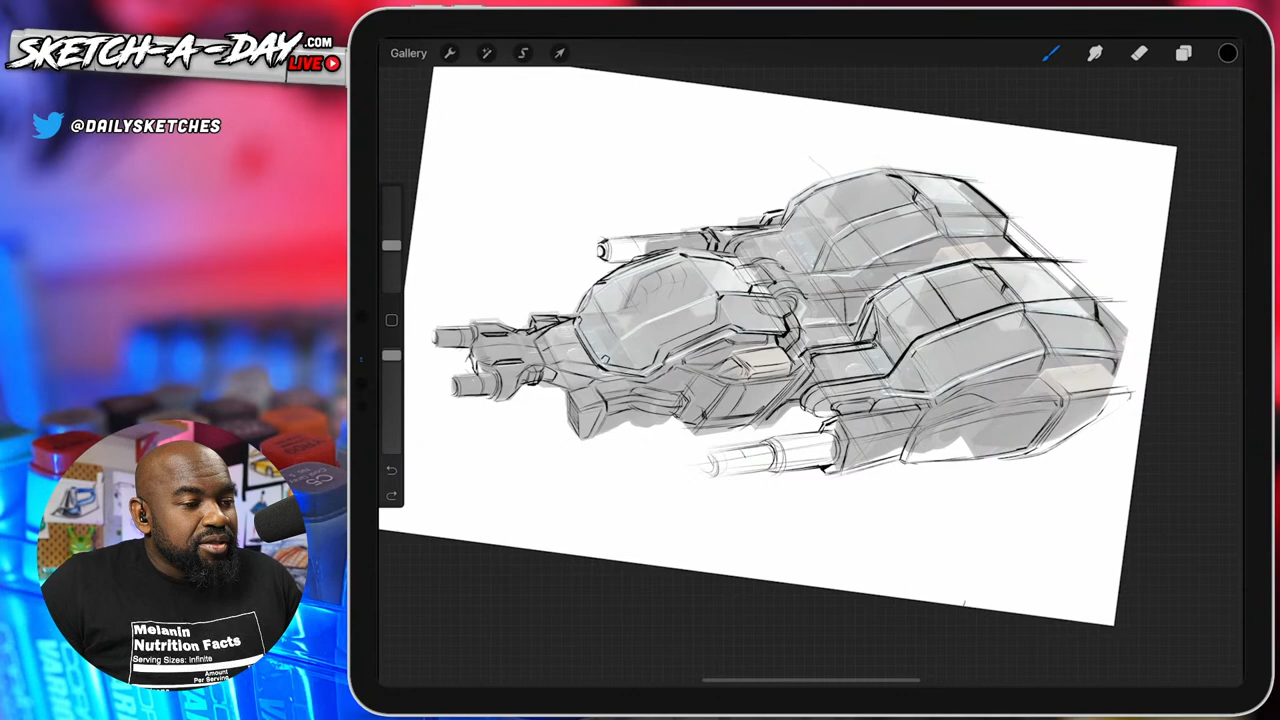 SKETCH-A-DAY.COM
LIVE
@DAILYSKETCHES
Gallery
Melanin
Nutrition Facts
Serving Sizes: infinite
Amount
Per Serving